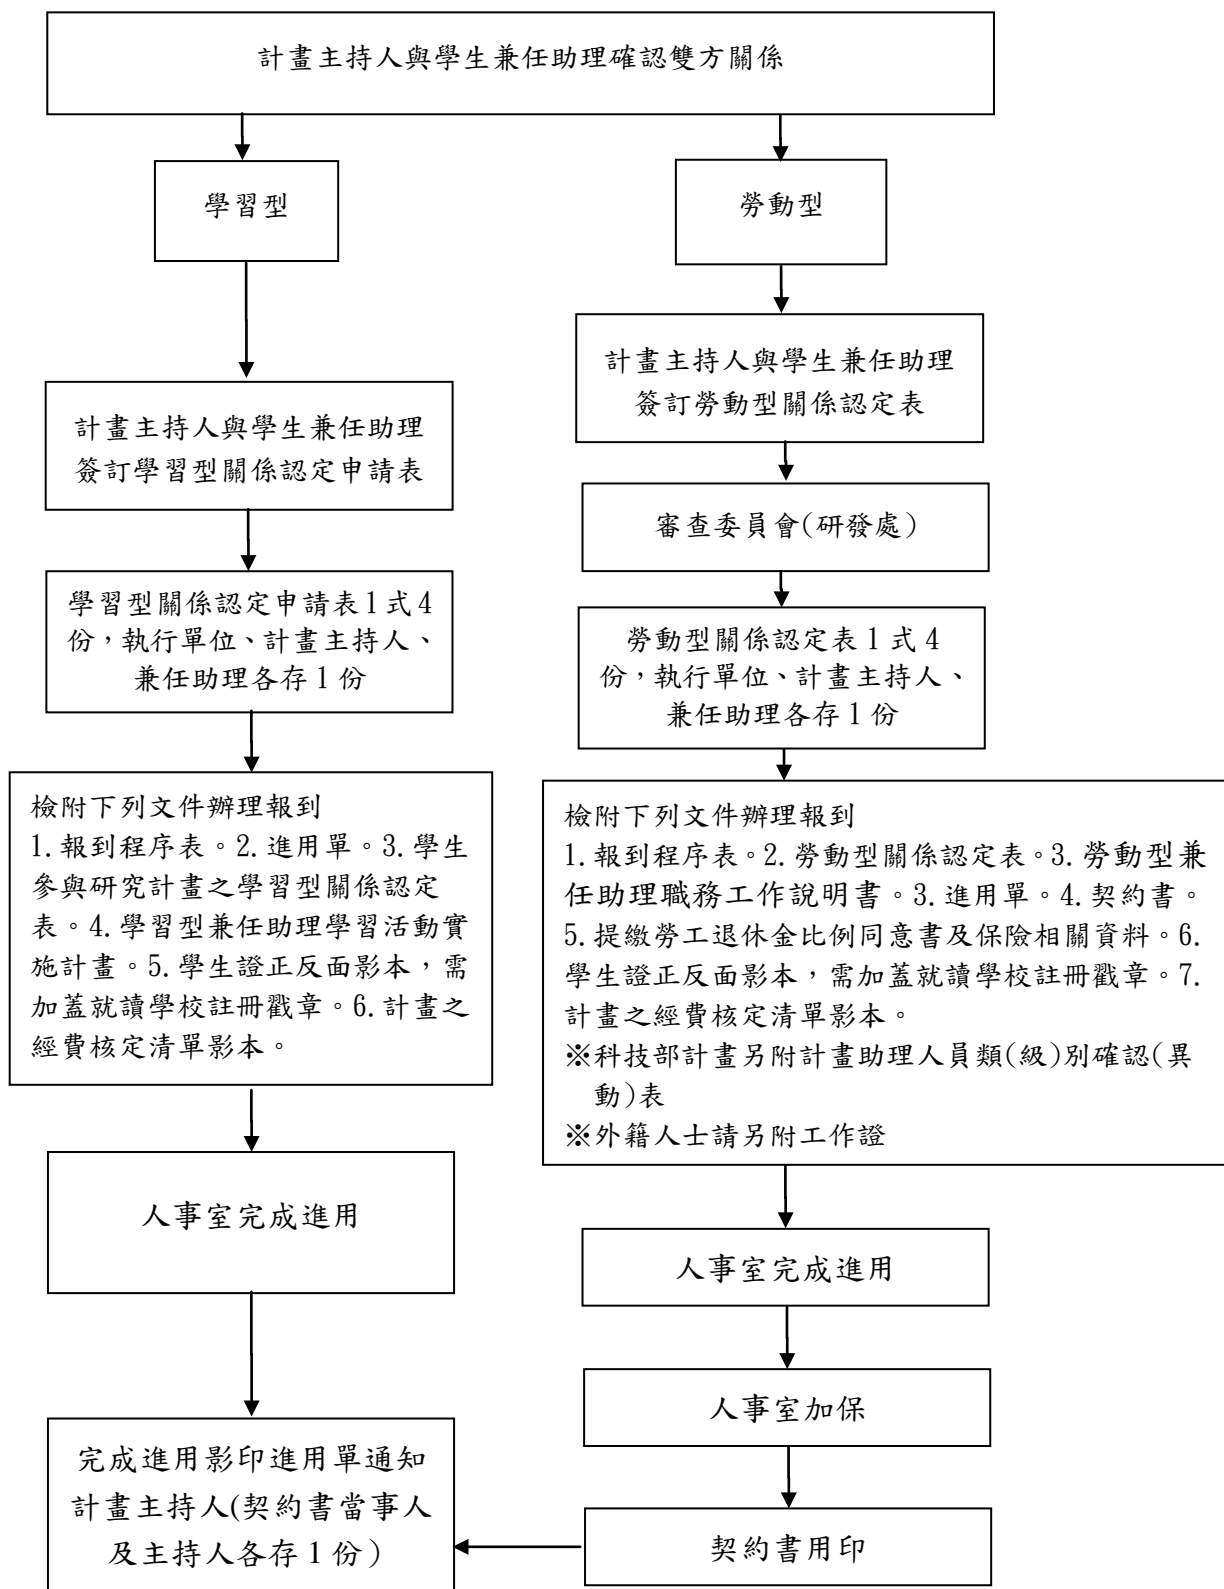 計畫主持人與學生兼任助理確認雙方關係
學習型
勞動型
計畫主持人與學生兼任助理
簽訂勞動型關係認定表
計畫主持人與學生兼任助理
簽訂學習型關係認定申請表
審查委員會(研發處)
學習型關係認定申請表1式4
份，執行單位、計畫主持人、
兼任助理各存1份
勞動型關係認定表1式4
份，執行單位、計畫主持人、
兼任助理各存1份
檢附下列文件辦理報到
1.報到程序表。2.進用單。3.學生
參與研究計畫之學習型關係認定
表。4.學習型兼任助理學習活動實
施計畫。5.學生證正反面影本，需
加蓋就讀學校註冊戳章。6.計畫之
經費核定清單影本。
檢附下列文件辦理報到
1.報到程序表。2.勞動型關係認定表。3.勞動型兼
任助理職務工作說明書。3.進用單。4.契約書。
5.提繳勞工退休金比例同意書及保險相關資料。6.
學生證正反面影本，需加蓋就讀學校註冊戳章。7.
計畫之經費核定清單影本。
※科技部計畫另附計畫助理人員類(級)別確認(異
動)表
※外籍人士請另附工作證
人事室完成進用
人事室完成進用
人事室加保
完成進用影印進用單通知
計畫主持人(契約書當事人
及主持人各存1份)
契約書用印